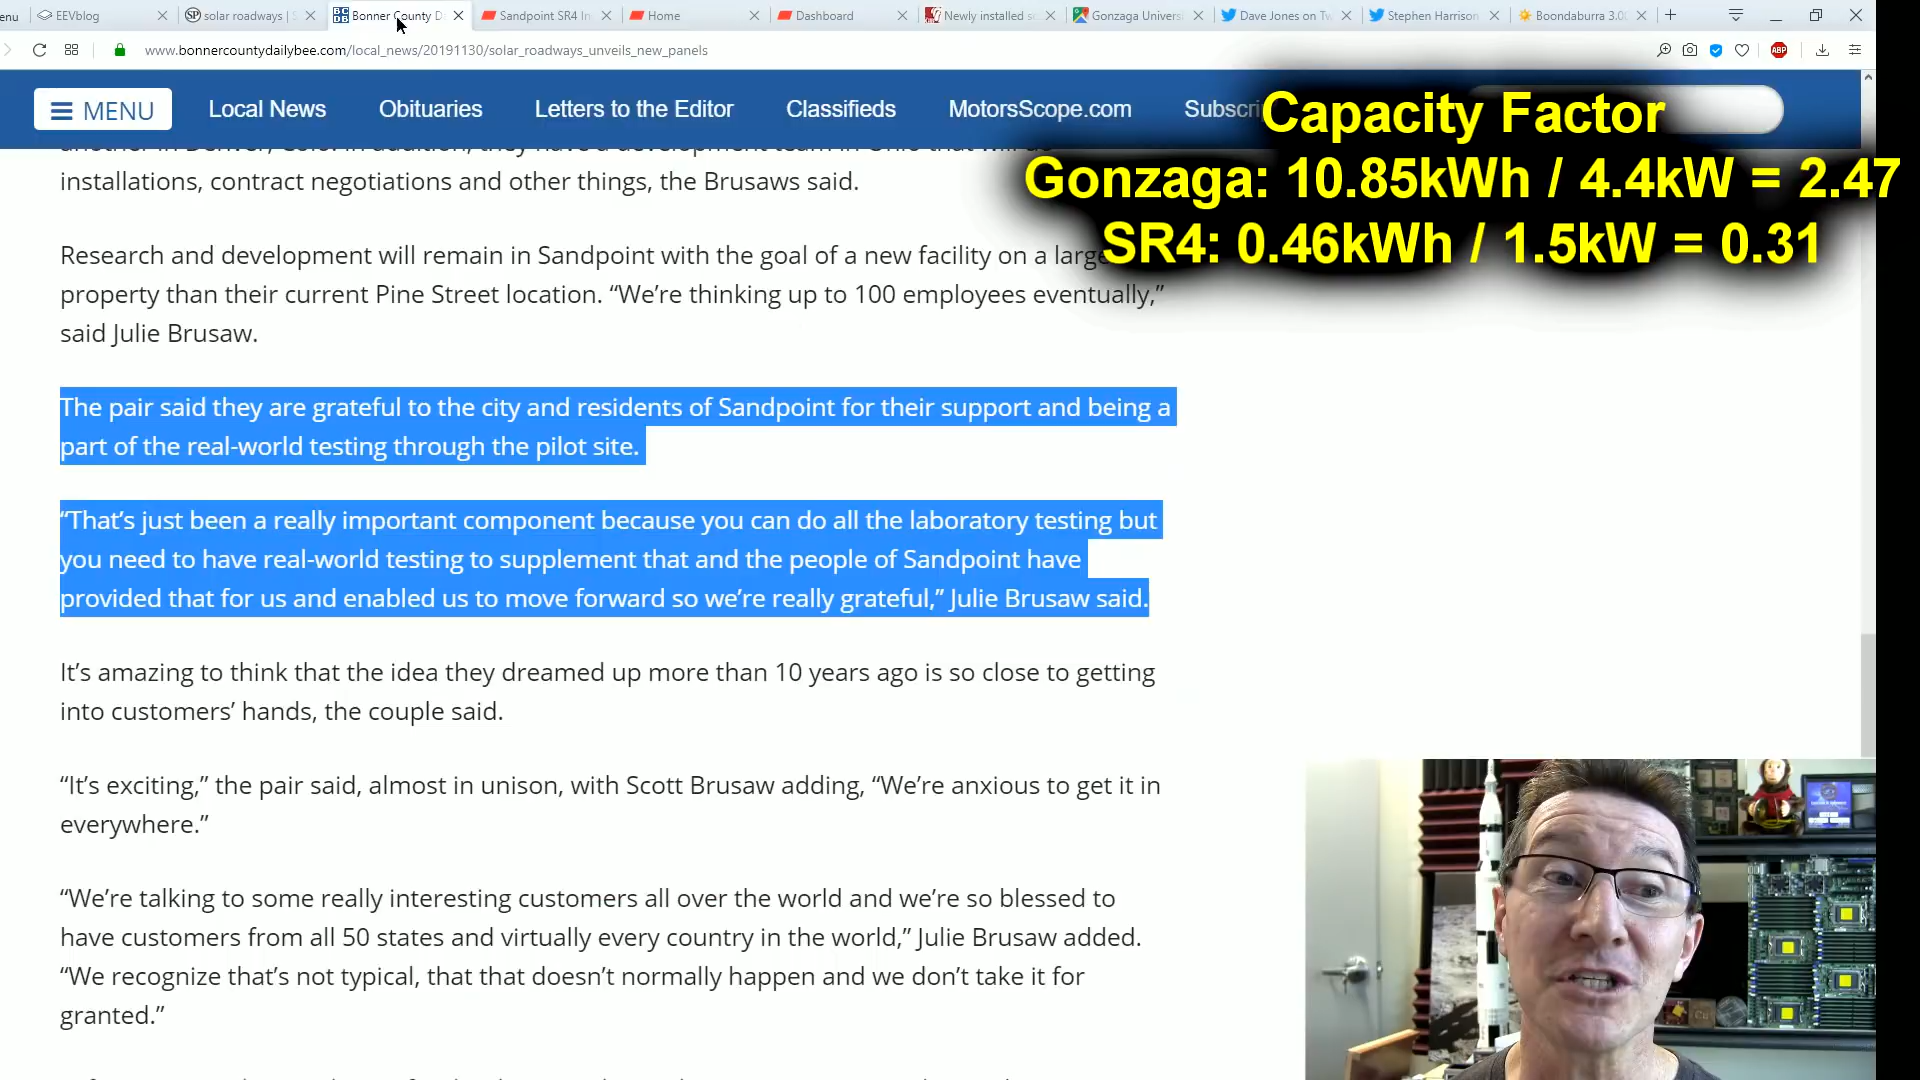 enu
EEVblog
solar roadways | S
Bonner County D
Sandpoint SR4 In
Home
Dashboard
Newly installed s
Gonzaga Univers
Dave Jones on Tw
Stephen Harrison
Boondaburra 3.00
www.bonnercountydailybee.com/local_news/20191130/solar_roadways_unveils_new_panels
ABP
MENU
Local News
Obituaries
Letters to the Editor
Classifieds
MotorsScope.com
Subscri
Capacity Factor
Gonzaga: 10.85kWh / 4.4kW = 2.47
SR4: 0.46kWh / 1.5kW = 0.31
installations, contract negotiations and other things, the Brusaws said.
Research and development will remain in Sandpoint with the goal of a new facility on a large
property than their current Pine Street location. “We’re thinking up to 100 employees eventually,”
said Julie Brusaw.
The pair said they are grateful to the city and residents of Sandpoint for their support and being a
part of the real-world testing through the pilot site.
“That’s just been a really important component because you can do all the laboratory testing but
you need to have real-world testing to supplement that and the people of Sandpoint have
provided that for us and enabled us to move forward so we’re really grateful,” Julie Brusaw said.
It’s amazing to think that the idea they dreamed up more than 10 years ago is so close to getting
into customers’ hands, the couple said.
“It’s exciting,” the pair said, almost in unison, with Scott Brusaw adding, “We’re anxious to get it in
everywhere.”
“We’re talking to some really interesting customers all over the world and we’re so blessed to
have customers from all 50 states and virtually every country in the world,” Julie Brusaw added.
“We recognize that’s not typical, that that doesn’t normally happen and we don’t take it for
granted.”